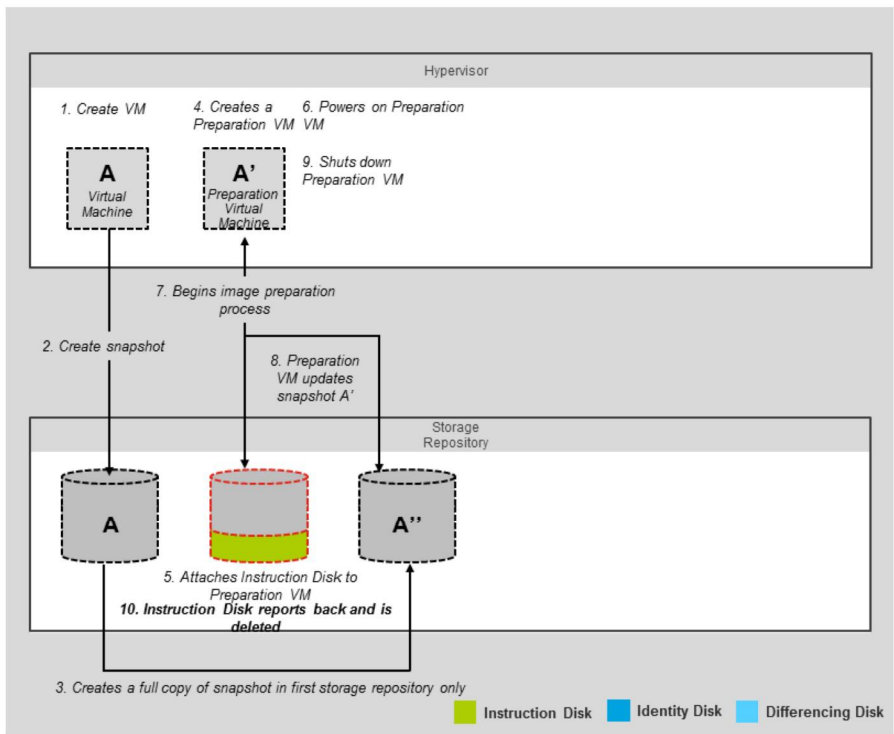 Hypervisor
1. Create VM
4. Creates a
Preparation VM
6. Powers on Preparation
VM
9. Shuts down
Preparation VM
A
Virtual
Machine
A’
Preparation
Virtual
Machine
7. Begins image preparation
process
2. Create snapshot
8. Preparation
VM updates
snapshot A’
Storage
Repository
A
A’’
5. Attaches Instruction Disk to
Preparation VM
10. Instruction Disk reports back and is
deleted
3. Creates a full copy of snapshot in first storage repository only
Instruction Disk
Identity Disk
Differencing Disk